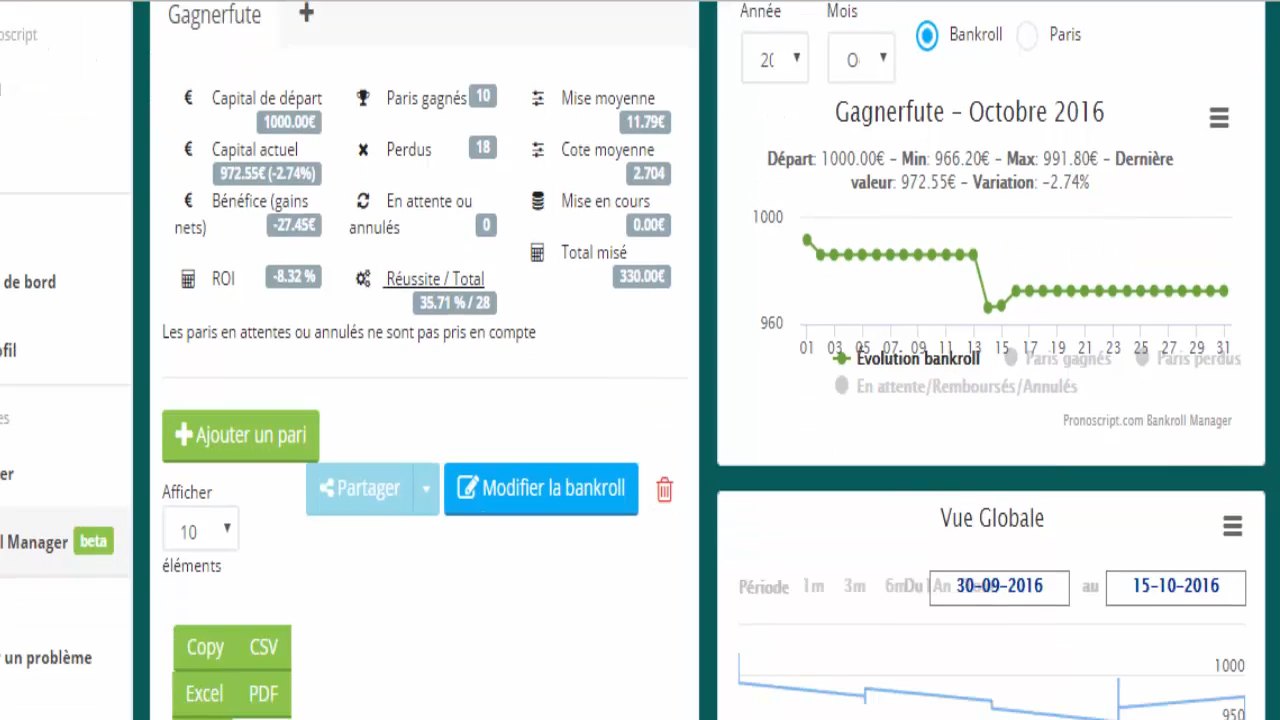 oscript
de bord
ofil
es
er
l Manager beta
r un problème
Gagnerfute
Capital de départ
1000.00€
Capital actuel
972.55€ (-2.74%)
Bénéfice (gains
nets) -27.45€
ROI -8.32 %
Paris gagnés 10
Perdus 18
En attente ou
annulés 0
Réussite / Total
35.71 % / 28
Mise moyenne
11.79€
Cote moyenne
2.704
Mise en cours
0.00€
Total misé
330.00€
Les paris en attentes ou annulés ne sont pas pris en compte
Ajouter un pari
Partager
Modifier la bankroll
Afficher
10
éléments
Copy CSV
Excel PDF
Année Mois
Bankroll Paris
Gagnerfute – Octobre 2016
Départ: 1000.00€ – Min: 966.20€ – Max: 991.80€ – Dernière
valeur: 972.55€ – Variation: –2.74%
1000
960
01 03 05 07 09 11 13 15 17 19 21 23 25 27 29 31
Évolution bankroll Paris gagnés Paris perdus
En attente/Remboursés/Annulés
Pronoscript.com Bankroll Manager
Vue Globale
Période 1m 3m 6m Du 1An 30-09-2016 au 15-10-2016
1000
950